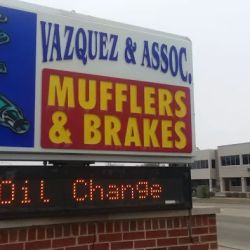 VAZQUEZ & ASSOC.
MUFFLERS
& BRAKES
Oil Change